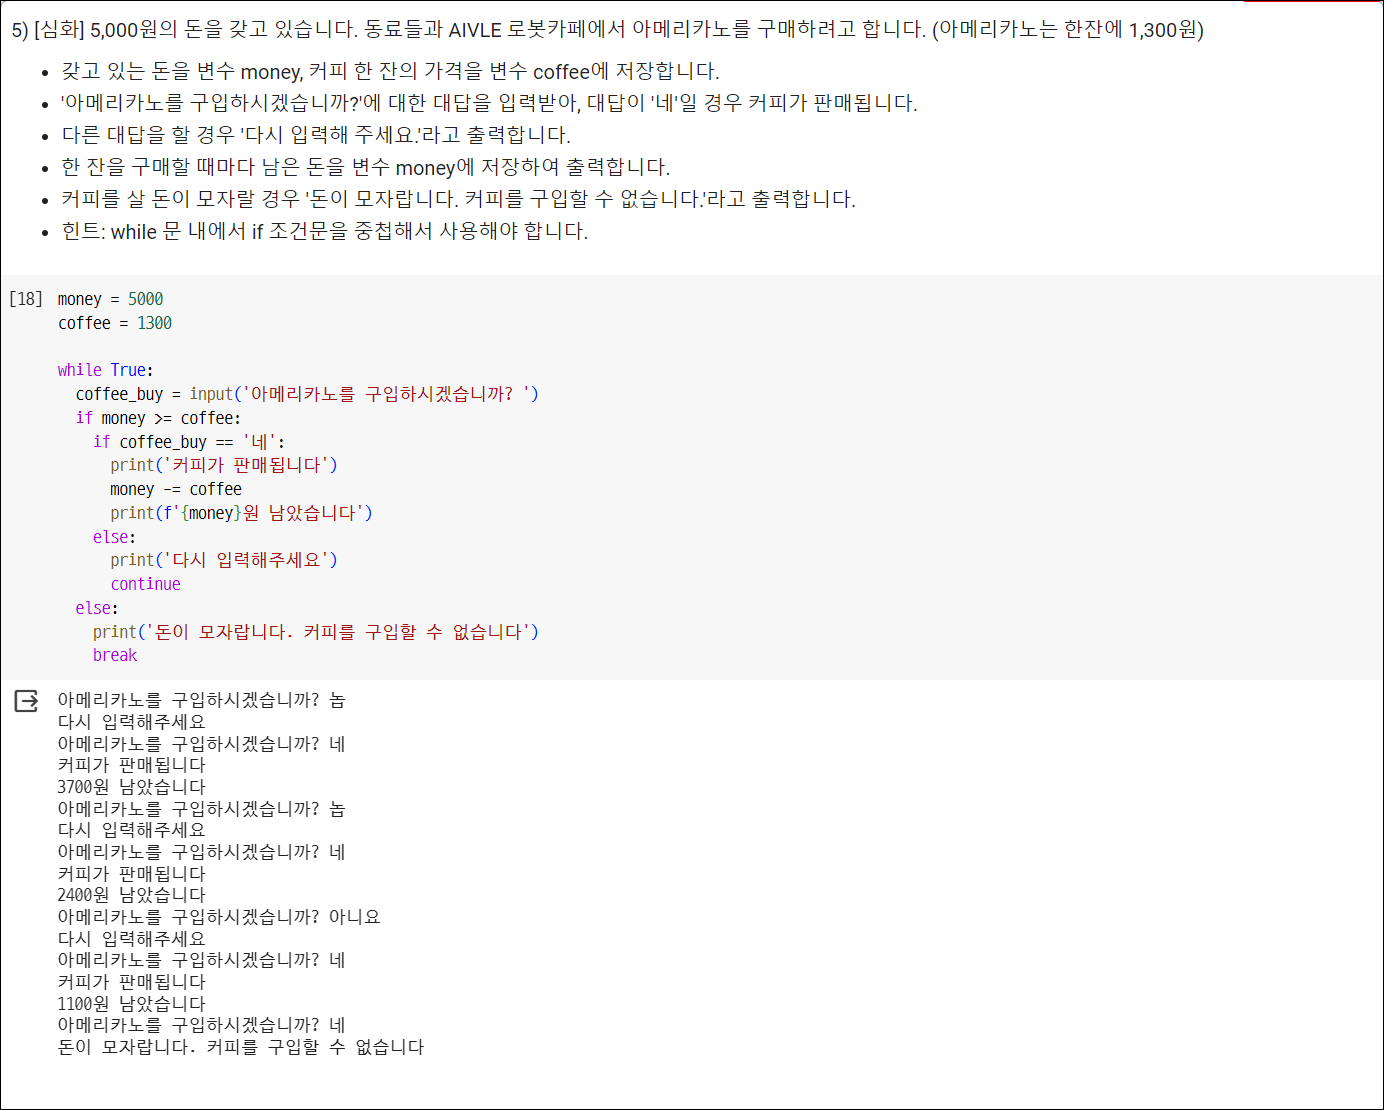 5) [심화] 5,000원의 돈을 갖고 있습니다. 동료들과 AIVLE 로봇카페에서 아메리카노를 구매하려고 합니다. (아메리카노는 한잔에 1,300원)
• 갖고 있는 돈을 변수 money, 커피 한 잔의 가격을 변수 coffee에 저장합니다.
• '아메리카노를 구입하시겠습니까?'에 대한 대답을 입력받아, 대답이 '네'일 경우 커피가 판매됩니다.
• 다른 대답을 할 경우 '다시 입력해 주세요.'라고 출력합니다.
• 한 잔을 구매할 때마다 남은 돈을 변수 money에 저장하여 출력합니다.
• 커피를 살 돈이 모자랄 경우 '돈이 모자랍니다. 커피를 구입할 수 없습니다.'라고 출력합니다.
• 힌트: while 문 내에서 if 조건문을 중첩해서 사용해야 합니다.
[18] money = 5000
coffee = 1300
while True:
  coffee_buy = input('아메리카노를 구입하시겠습니까? ')
  if money >= coffee:
    if coffee_buy == '네':
      print('커피가 판매됩니다')
      money -= coffee
      print(f'{money}원 남았습니다')
    else:
      print('다시 입력해주세요')
      continue
  else:
    print('돈이 모자랍니다. 커피를 구입할 수 없습니다')
    break
아메리카노를 구입하시겠습니까? 놉
다시 입력해주세요
아메리카노를 구입하시겠습니까? 네
커피가 판매됩니다
3700원 남았습니다
아메리카노를 구입하시겠습니까? 놉
다시 입력해주세요
아메리카노를 구입하시겠습니까? 네
커피가 판매됩니다
2400원 남았습니다
아메리카노를 구입하시겠습니까? 아니요
다시 입력해주세요
아메리카노를 구입하시겠습니까? 네
커피가 판매됩니다
1100원 남았습니다
아메리카노를 구입하시겠습니까? 네
돈이 모자랍니다. 커피를 구입할 수 없습니다